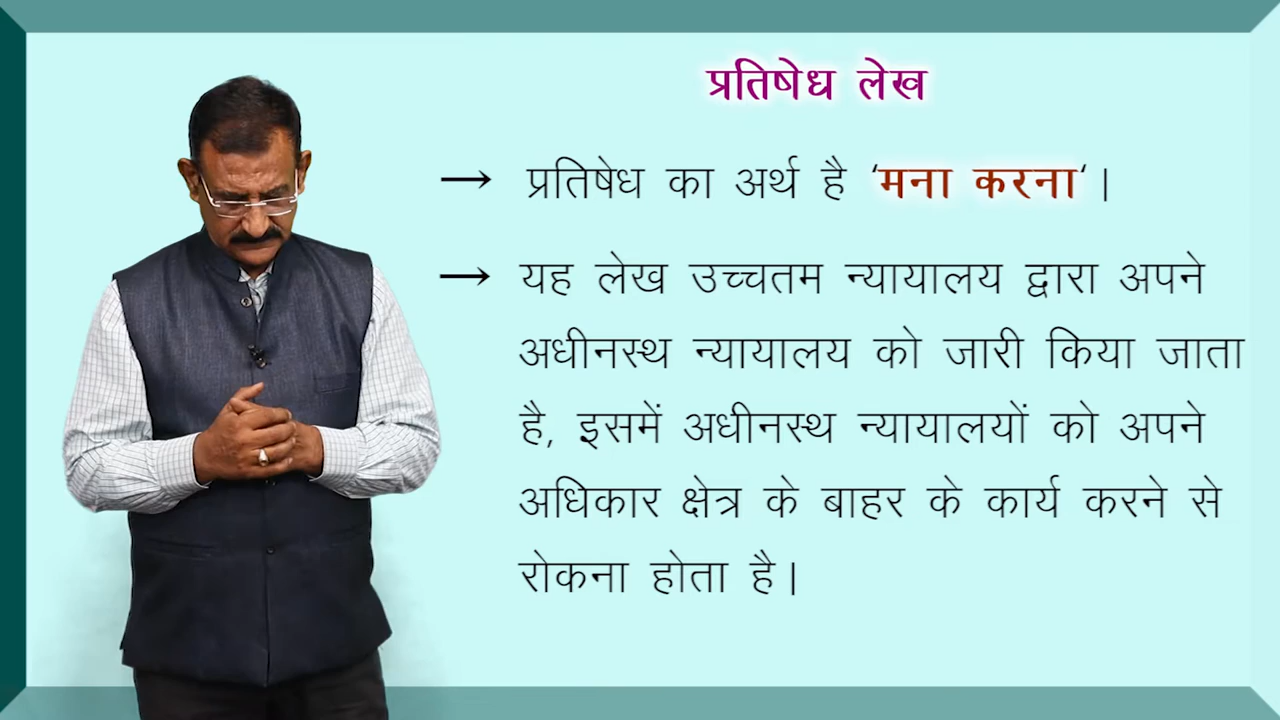 प्रतिषेध लेख
→ प्रतिषेध का अर्थ है ‘मना करना‘।
→ यह लेख उच्चतम न्यायालय द्वारा अपने
अधीनस्थ न्यायालय को जारी किया जाता
है, इसमें अधीनस्थ न्यायालयों को अपने
अधिकार क्षेत्र के बाहर के कार्य करने से
रोकना होता है।